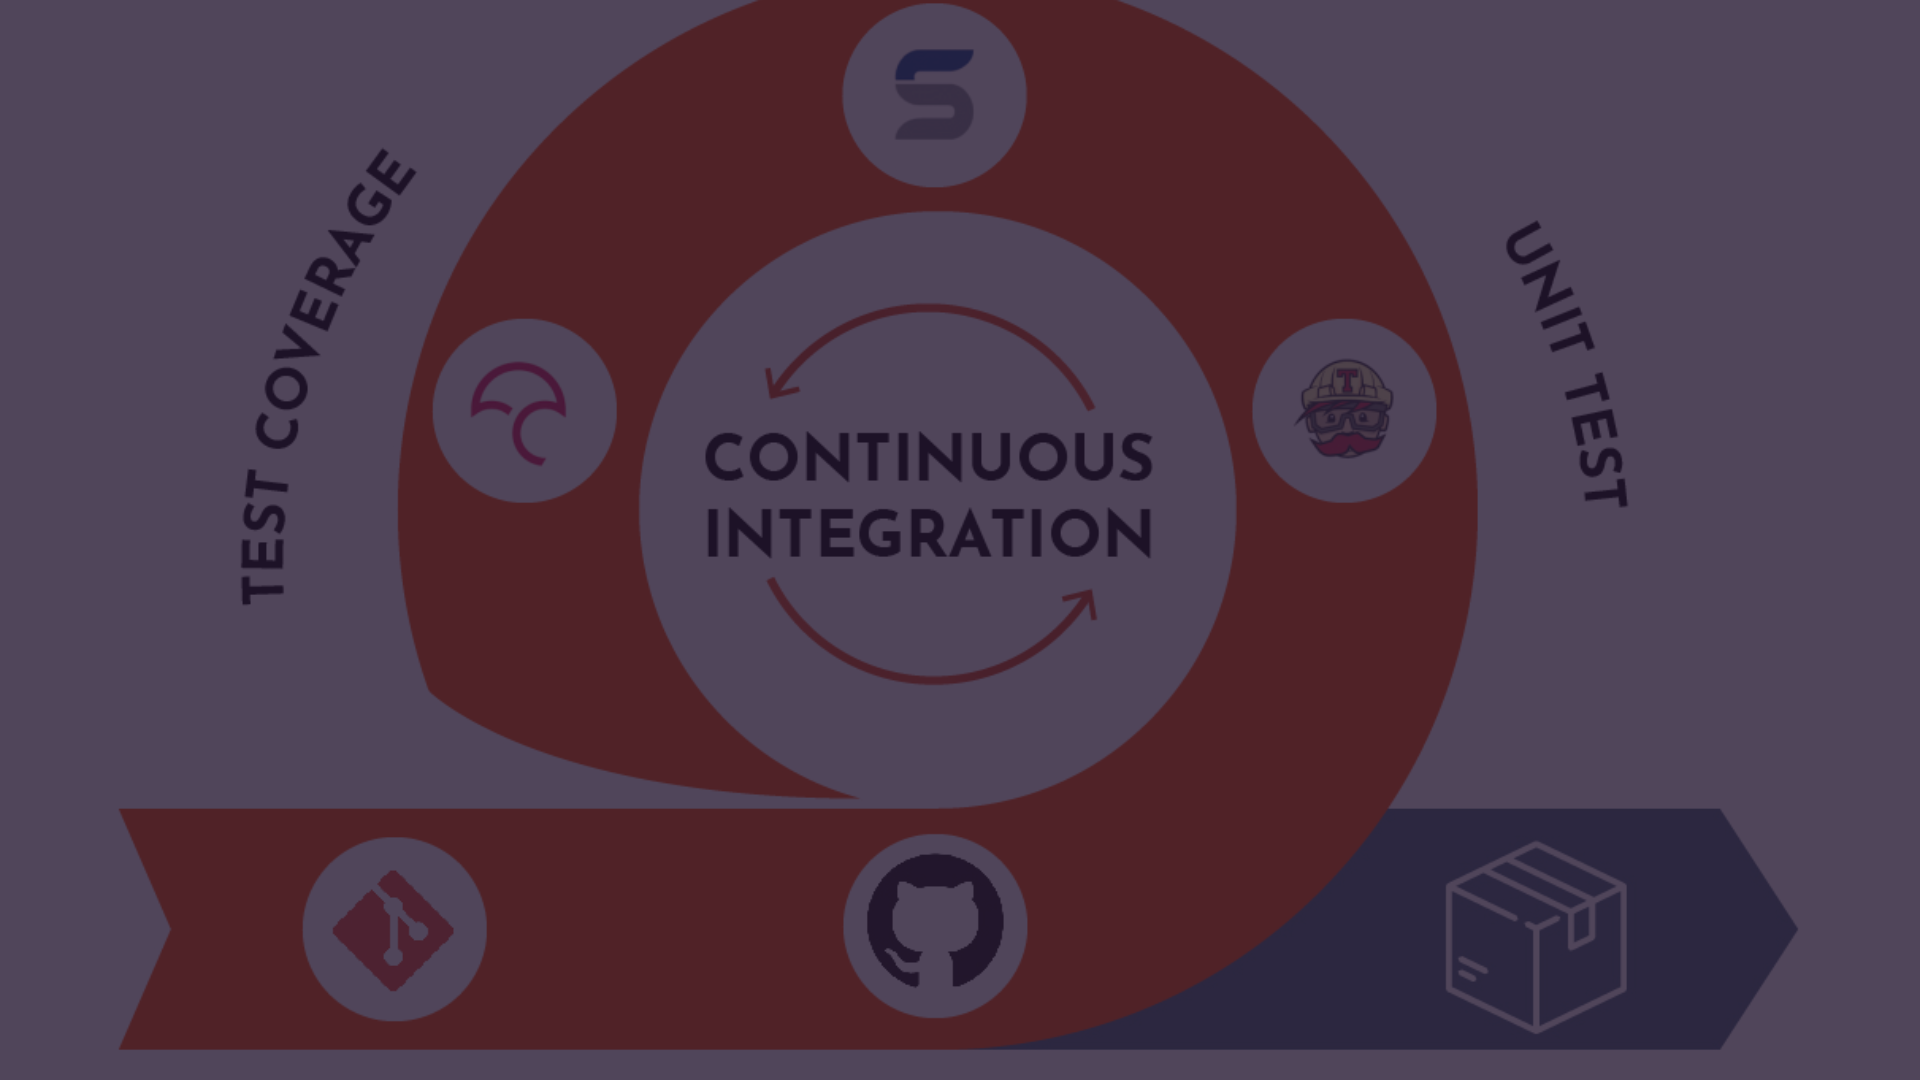 TEST COVERAGE
UNIT TEST
CONTINUOUS
INTEGRATION
T